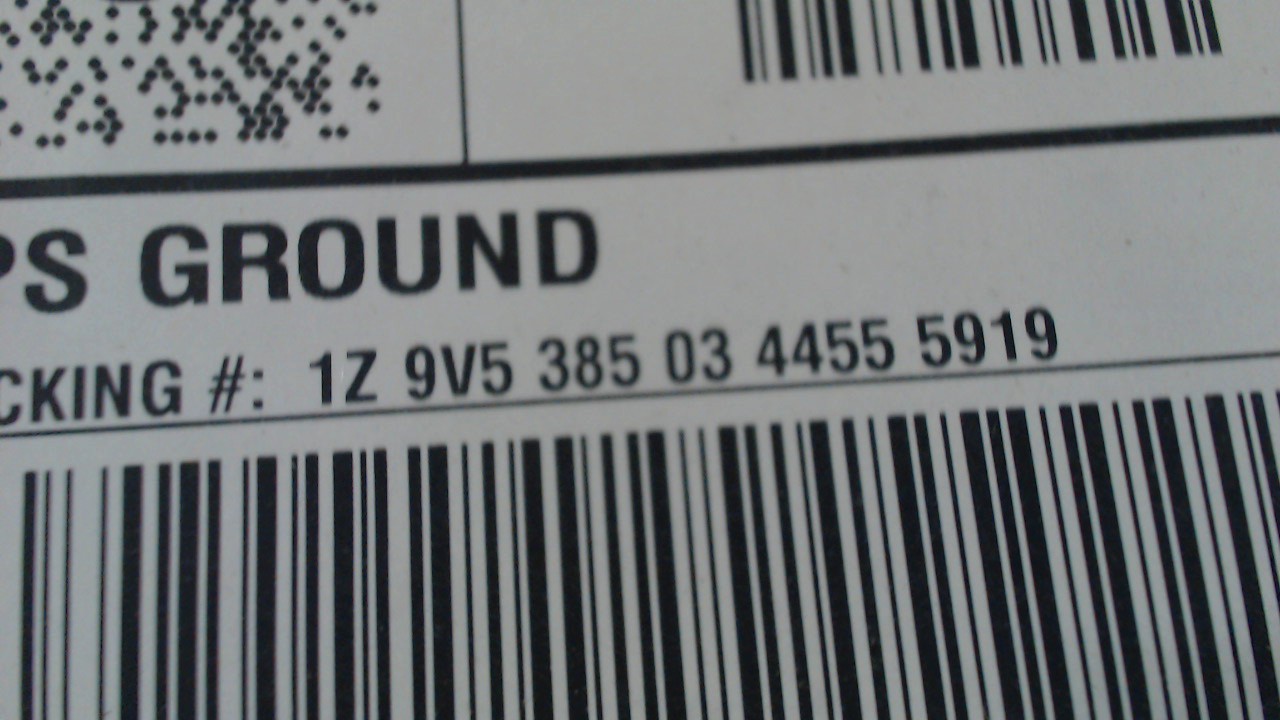 PS GROUND
CKING #: 1Z 9V5 385 03 4455 5919